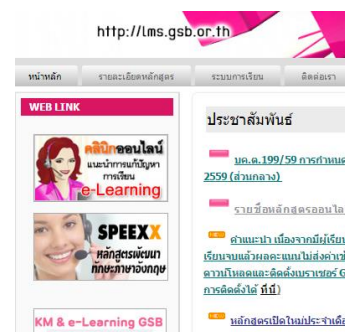 http://lms.gsb.or.th
หน้าหลัก รายละเอียดหลักสูตร ระบบการเรียน ติดต่อเรา
WEB LINK
คลินิกออนไลน์
แนะนำการแก้ปัญหา
การเรียน
e-Learning
SPEEXX
หลักสูตรพัฒนา
ทักษะภาษาอังกฤษ
KM & e-Learning GSB
ประชาสัมพันธ์
บค.ด.199/59 การกำหนด
2559 (ส่วนกลาง)
รายชื่อหลักสูตรออนไล
คำแนะนำ เนื่องจากมีผู้เรียน
เรียนจบแล้วผลคะแนนไม่ส่งค่าเข้
ดาวน์โหลดและติดตั้งเบราเซอร์ G
การติดตั้งได้ ที่นี่)
หลักสูตรเปิดใหม่ประจำเดือ